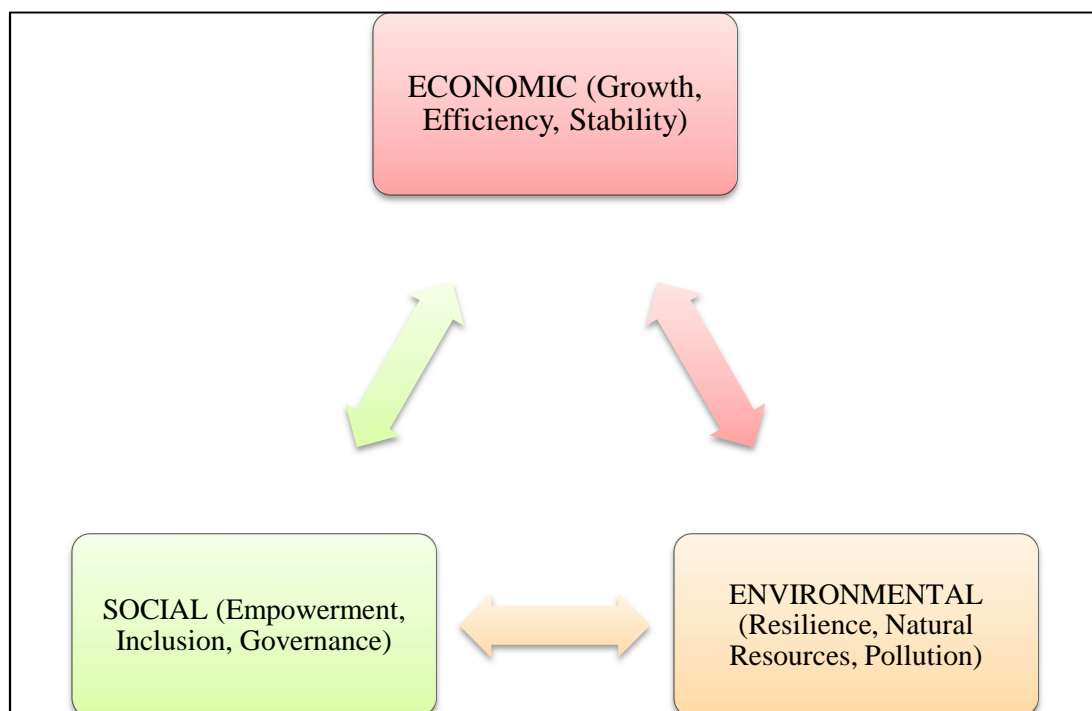 ECONOMIC (Growth,
Efficiency, Stability)
SOCIAL (Empowerment,
Inclusion, Governance)
ENVIRONMENTAL
(Resilience, Natural
Resources, Pollution)